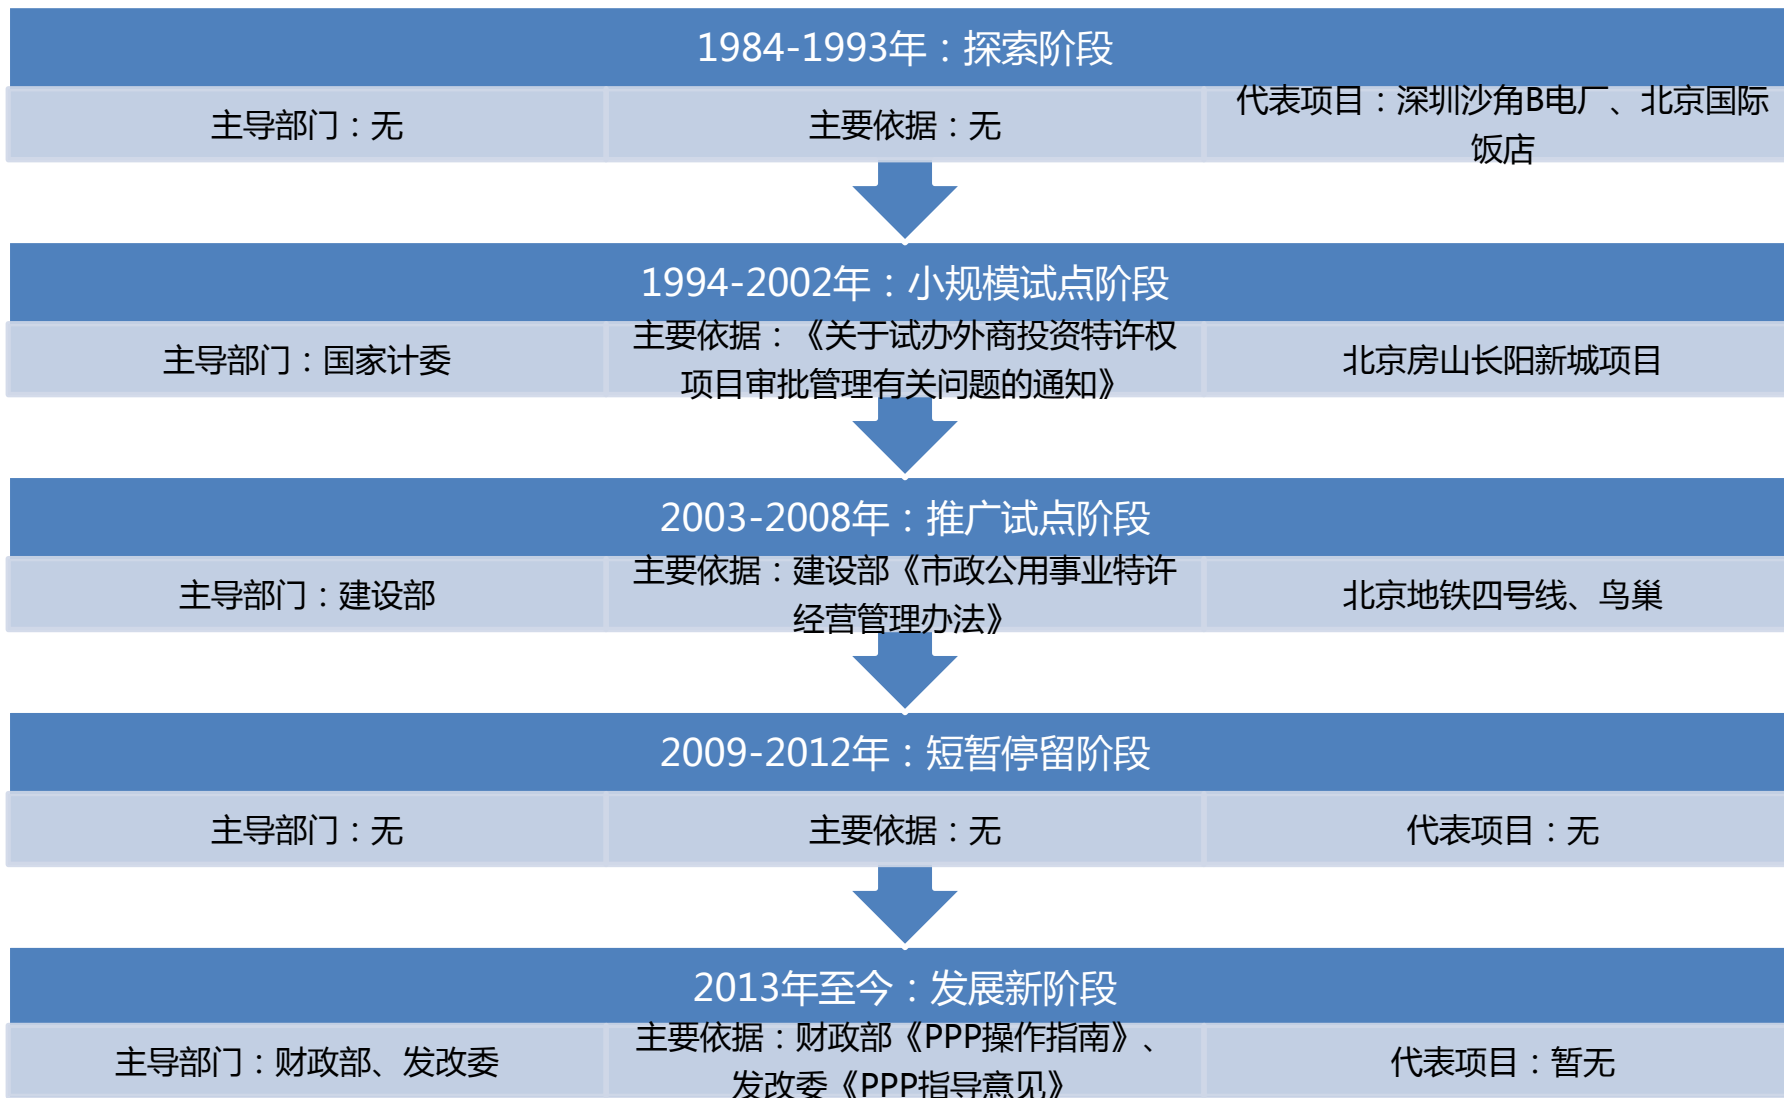 1984-1993年：探索阶段
主导部门：无
主要依据：无
代表项目：深圳沙角B电厂、北京国际
饭店
1994-2002年：小规模试点阶段
主导部门：国家计委
主要依据：《关于试办外商投资特许权
项目审批管理有关问题的通知》
北京房山长阳新城项目
2003-2008年：推广试点阶段
主导部门：建设部
主要依据：建设部《市政公用事业特许
经营管理办法》
北京地铁四号线、鸟巢
2009-2012年：短暂停留阶段
主导部门：无
主要依据：无
代表项目：无
2013年至今：发展新阶段
主导部门：财政部、发改委
主要依据：财政部《PPP操作指南》、
发改委《PPP指导意见》
代表项目：暂无